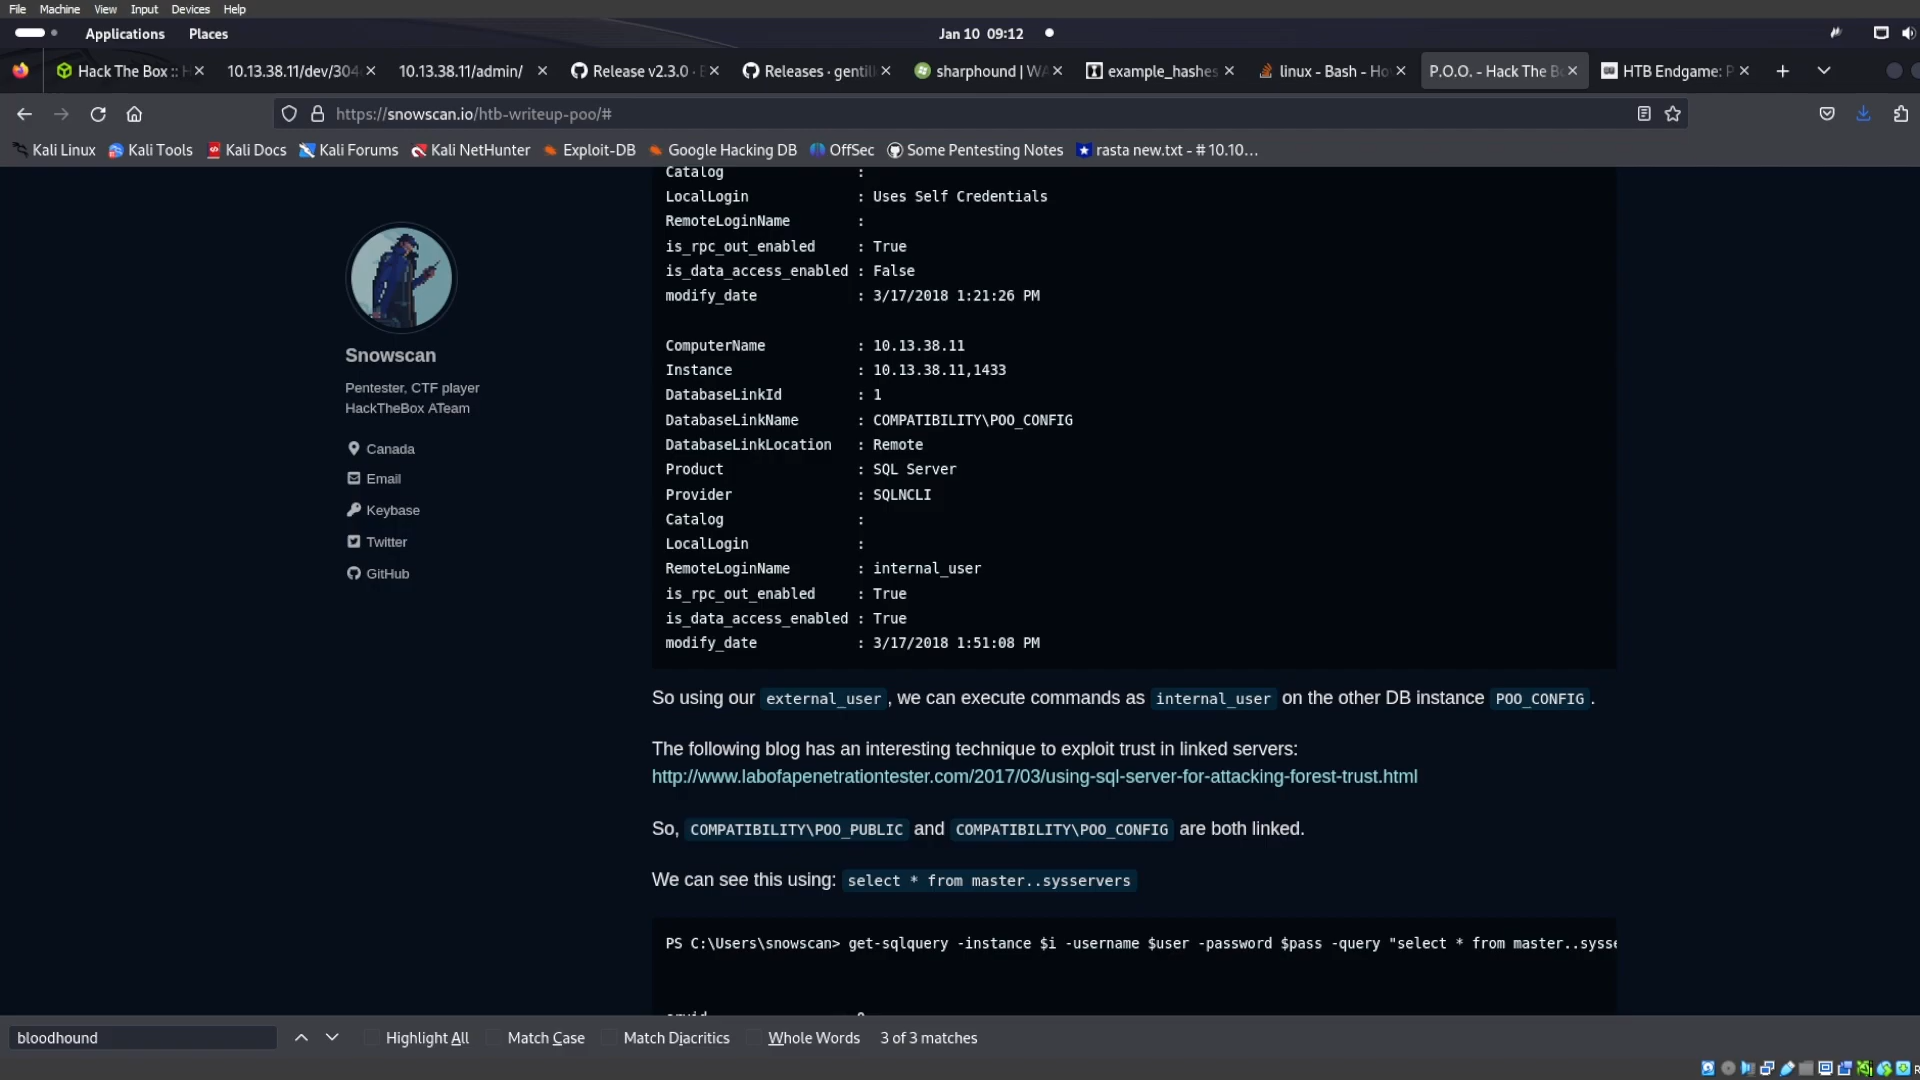 File Machine View Input Devices Help
Applications Places Jan 10 09:12
Hack The Box :: H 10.13.38.11/dev/304 10.13.38.11/admin/ Release v2.3.0 · B Releases · gentil sharphound | WA example_hashes linux - Bash - Ho P.O.O. - Hack The B HTB Endgame: P
https://snowscan.io/htb-writeup-poo/#
Kali Linux Kali Tools Kali Docs Kali Forums Kali NetHunter Exploit-DB Google Hacking DB OffSec Some Pentesting Notes rasta new.txt - # 10.10...
Snowscan
Pentester, CTF player
HackTheBox ATeam
Canada
Email
Keybase
Twitter
GitHub
Catalog :
LocalLogin : Uses Self Credentials
RemoteLoginName :
is_rpc_out_enabled : True
is_data_access_enabled : False
modify_date : 3/17/2018 1:21:26 PM
ComputerName : 10.13.38.11
Instance : 10.13.38.11,1433
DatabaseLinkId : 1
DatabaseLinkName : COMPATIBILITY\POO_CONFIG
DatabaseLinkLocation : Remote
Product : SQL Server
Provider : SQLNCLI
Catalog :
LocalLogin :
RemoteLoginName : internal_user
is_rpc_out_enabled : True
is_data_access_enabled : True
modify_date : 3/17/2018 1:51:08 PM
So using our external_user, we can execute commands as internal_user on the other DB instance POO_CONFIG.
The following blog has an interesting technique to exploit trust in linked servers:
http://www.labofapenetrationtester.com/2017/03/using-sql-server-for-attacking-forest-trust.html
So, COMPATIBILITY\POO_PUBLIC and COMPATIBILITY\POO_CONFIG are both linked.
We can see this using: select * from master..sysservers
PS C:\Users\snowscan> get-sqlquery -instance $i -username $user -password $pass -query "select * from master..sysse
bloodhound Highlight All Match Case Match Diacritics Whole Words 3 of 3 matches